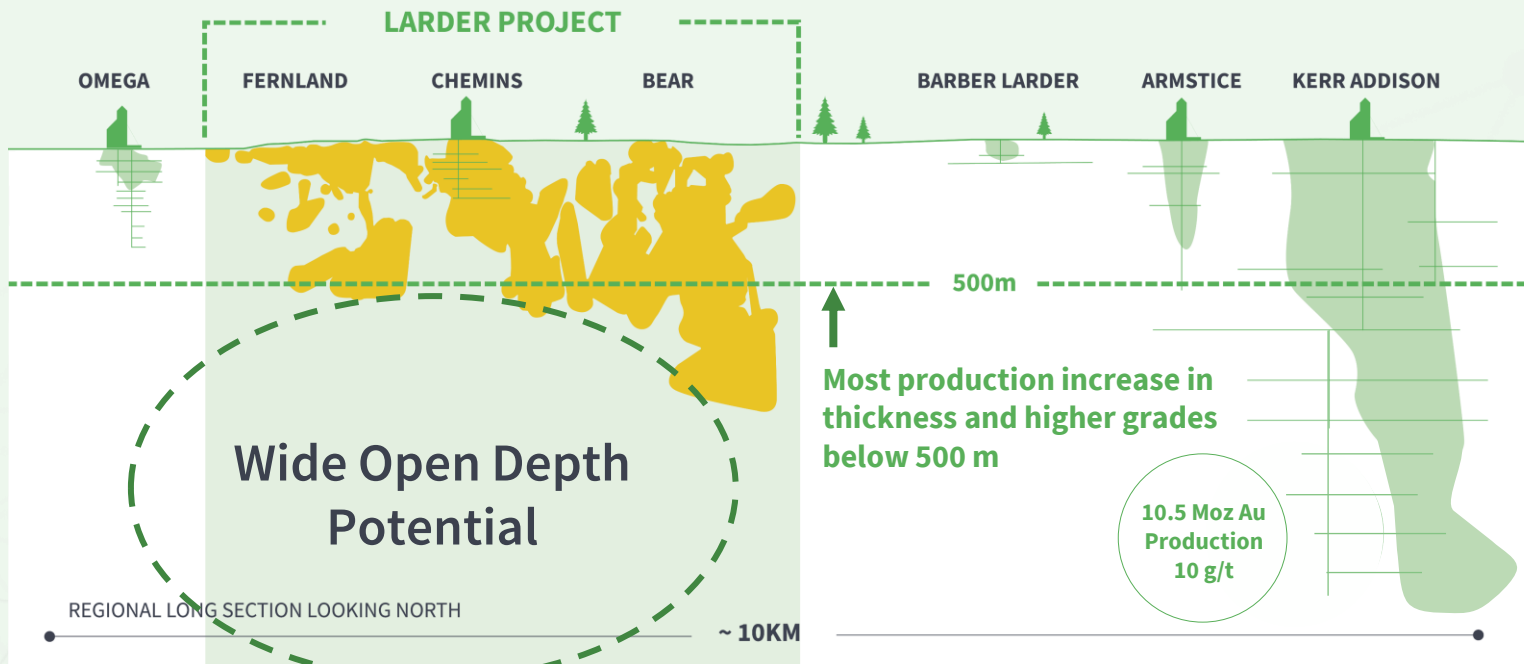 LARDER PROJECT
OMEGA
FERNLAND
CHEMINS
BEAR
BARBER LARDER
ARMSTICE
KERR ADDISON
500m
Most production increase in
thickness and higher grades
below 500 m
Wide Open Depth
Potential
10.5 Moz Au
Production
10 g/t
REGIONAL LONG SECTION LOOKING NORTH
~ 10KM